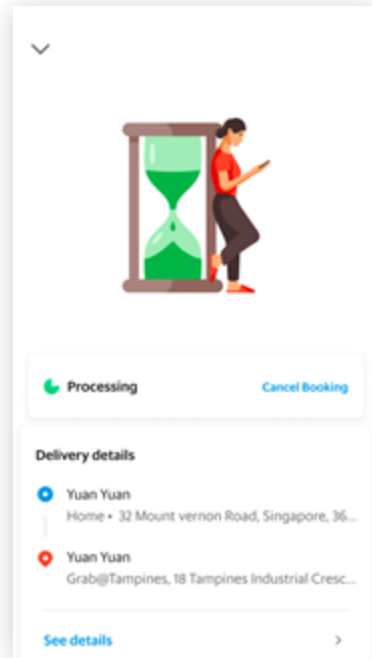 Processing
Cancel Booking
Delivery details
Yuan Yuan
Home • 32 Mount vernon Road, Singapore, 36...
Yuan Yuan
Grab@Tampines, 18 Tampines Industrial Cresc...
See details